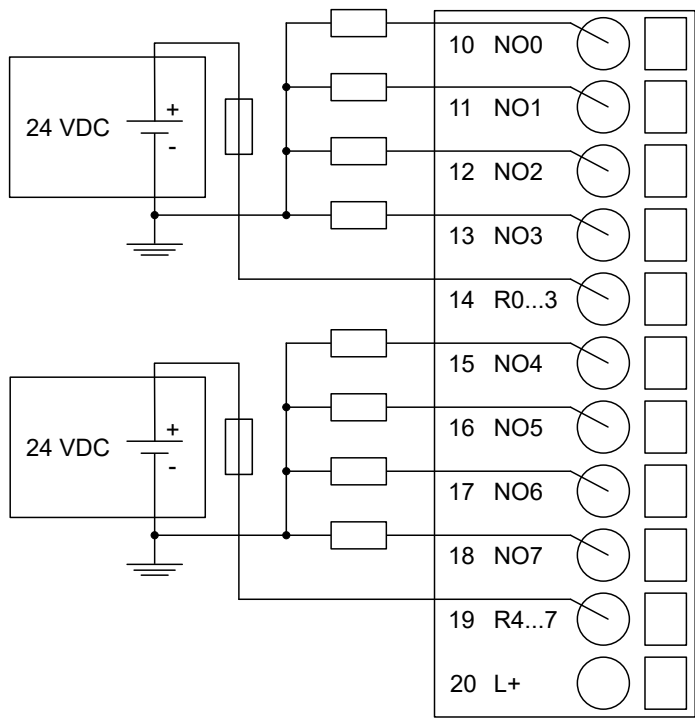 10 NO0
11 NO1
24 VDC
+
-
12 NO2
13 NO3
14 R0...3
15 NO4
16 NO5
24 VDC
+
-
17 NO6
18 NO7
19 R4...7
20 L+